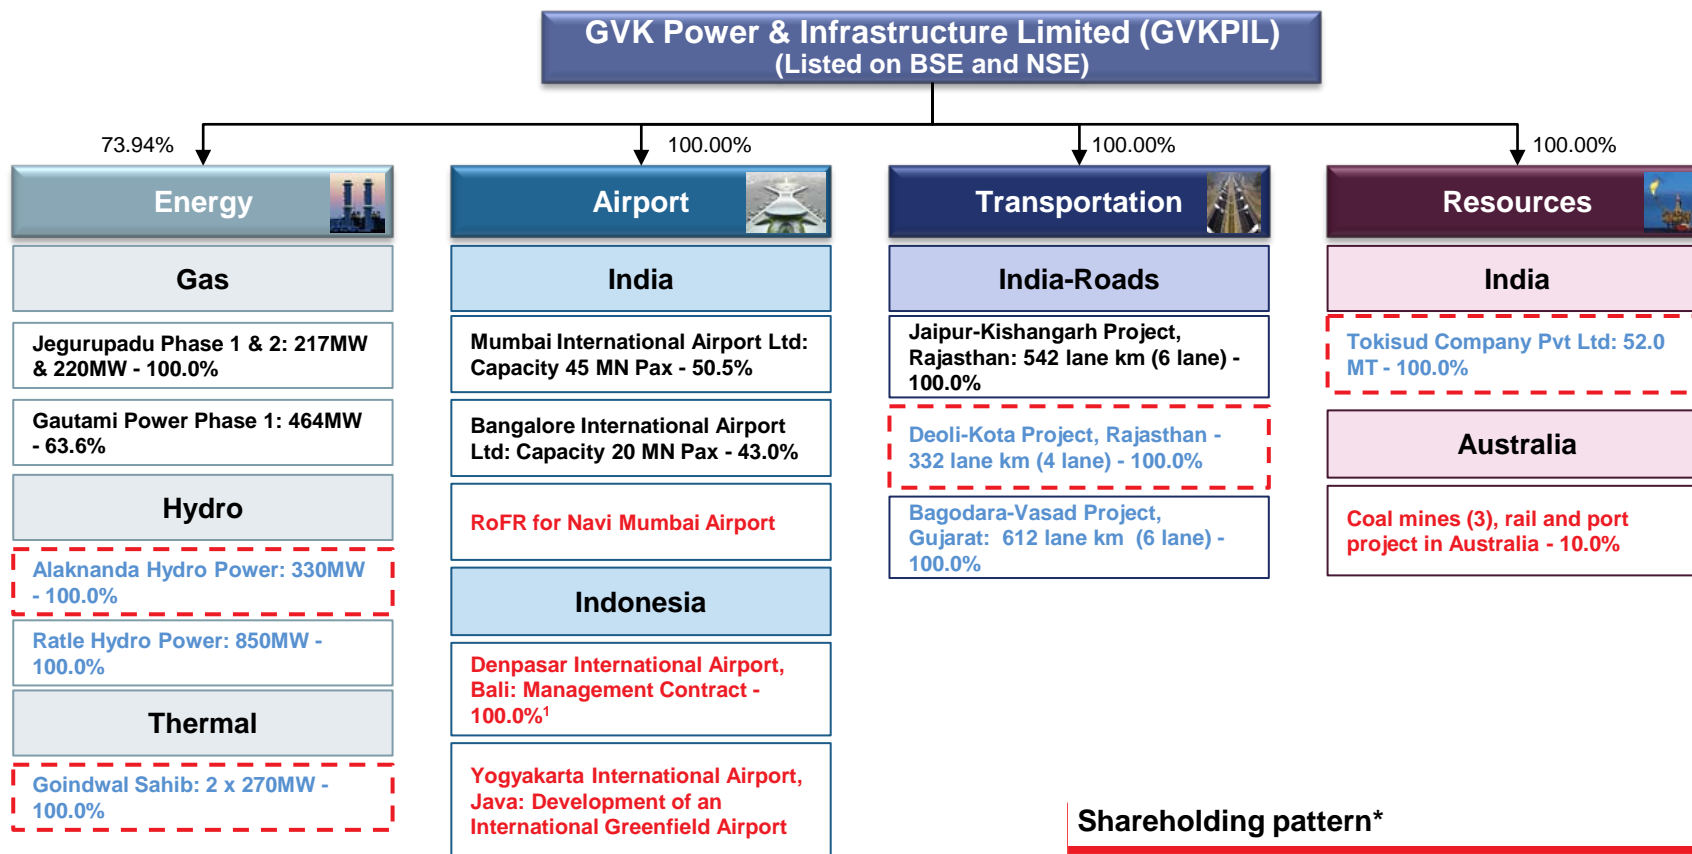 GVK Power & Infrastructure Limited (GVKPIL)
(Listed on BSE and NSE)
73.94%
100.00%
100.00%
100.00%
Energy
Gas
Jegurupadu Phase 1 & 2: 217MW
& 220MW - 100.0%
Gautami Power Phase 1: 464MW
- 63.6%
Hydro
Alaknanda Hydro Power: 330MW
- 100.0%
Ratle Hydro Power: 850MW -
100.0%
Thermal
Goindwal Sahib: 2 x 270MW -
100.0%
Airport
India
Mumbai International Airport Ltd:
Capacity 45 MN Pax - 50.5%
Bangalore International Airport
Ltd: Capacity 20 MN Pax - 43.0%
RoFR for Navi Mumbai Airport
Indonesia
Denpasar International Airport,
Bali: Management Contract -
100.0%¹
Yogyakarta International Airport,
Java: Development of an
International Greenfield Airport
Transportation
India-Roads
Jaipur-Kishangarh Project,
Rajasthan: 542 lane km (6 lane) -
100.0%
Deoli-Kota Project, Rajasthan -
332 lane km (4 lane) - 100.0%
Bagodara-Vasad Project,
Gujarat: 612 lane km (6 lane) -
100.0%
Resources
India
Tokisud Company Pvt Ltd: 52.0
MT - 100.0%
Australia
Coal mines (3), rail and port
project in Australia - 10.0%
Shareholding pattern*